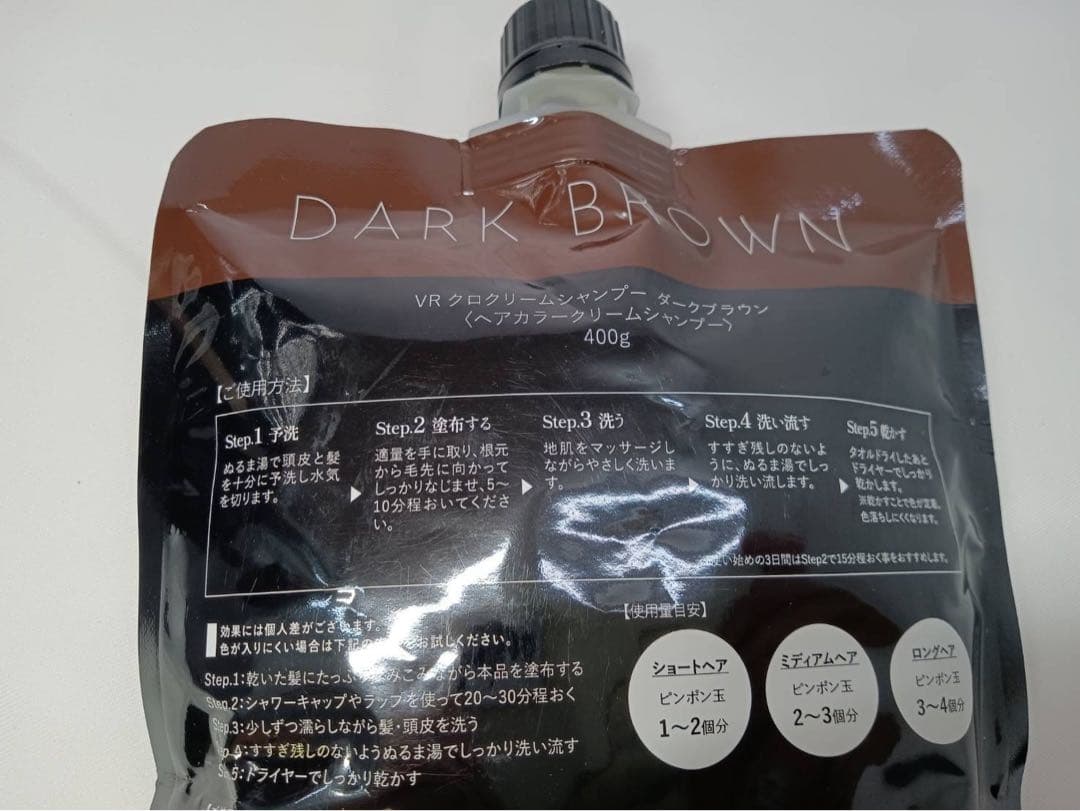 DARK BROWN
VR クロクリームシャンプー ダークブラウン
〈ヘアカラークリームシャンプー〉
400g
【ご使用方法】
Step.1 予洗
ぬるま湯で頭皮と髪
を十分に予洗し水気
を切ります。
Step.2 塗布する
適量を手に取り、根元
から毛先に向かって
しっかりなじませ、5〜
10分程おいてくださ
い。
Step.3 洗う
地肌をマッサージし
ながらやさしく洗いま
す。
Step.4 洗い流す
すすぎ残しのないよ
うに、ぬるま湯でしっ
かり洗い流します。
Step.5 乾かす
タオルドライしたあと
ドライヤーでしっかり
乾かします。
※乾かすことで色が定着、
色落ちしにくくなります。
い始めの3日間はStep2で15分程おく事をおすすめします。
効果には個人差がございます。
色が入りにくい場合は下記の お試しください。
Step.1:乾いた髪にたっぷ みこみながら本品を塗布する
Step.2:シャワーキャップやラップを使って20〜30分程おく
Step.3:少しずつ濡らしながら髪・頭皮を洗う
4:すすぎ残しのないようぬるま湯でしっかり洗い流す
5:ドライヤーでしっかり乾かす
【使用量目安】
ショートヘア
ピンポン玉
1〜2個分
ミディアムヘア
ピンポン玉
2〜3個分
ロングヘア
ピンポン玉
3〜4個分